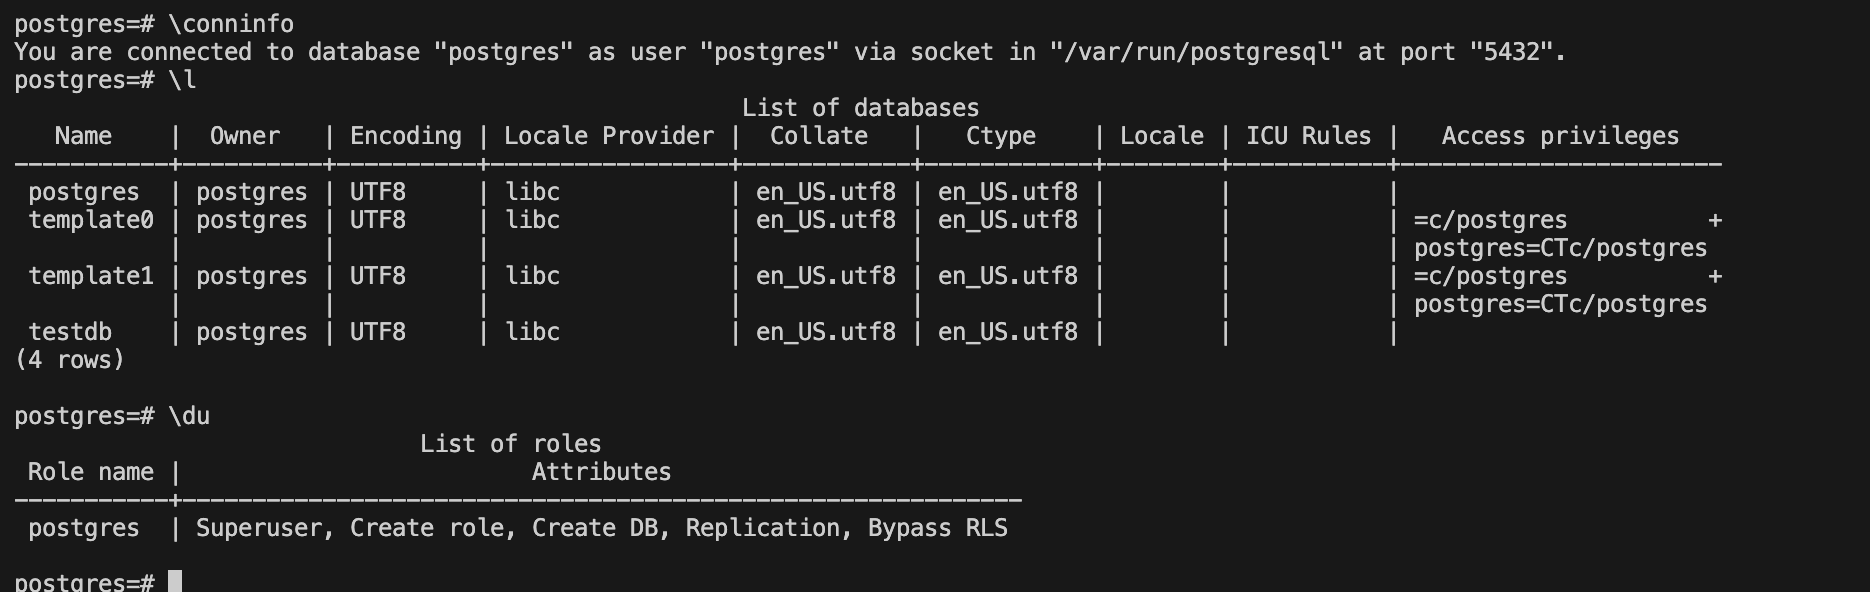 postgres=# \conninfo
You are connected to database "postgres" as user "postgres" via socket in "/var/run/postgresql" at port "5432".
postgres=# \l
                                                    List of databases
   Name    |  Owner   | Encoding | Locale Provider |  Collate   |   Ctype    | Locale | ICU Rules |   Access privileges
-----------+----------+----------+-----------------+------------+------------+--------+-----------+-----------------------
 postgres  | postgres | UTF8     | libc            | en_US.utf8 | en_US.utf8 |        |           |
 template0 | postgres | UTF8     | libc            | en_US.utf8 | en_US.utf8 |        |           | =c/postgres          +
           |          |          |                 |            |            |        |           | postgres=CTc/postgres
 template1 | postgres | UTF8     | libc            | en_US.utf8 | en_US.utf8 |        |           | =c/postgres          +
           |          |          |                 |            |            |        |           | postgres=CTc/postgres
 testdb    | postgres | UTF8     | libc            | en_US.utf8 | en_US.utf8 |        |           |
(4 rows)

postgres=# \du
                             List of roles
 Role name |                         Attributes
-----------+------------------------------------------------------------
 postgres  | Superuser, Create role, Create DB, Replication, Bypass RLS

postgres=#